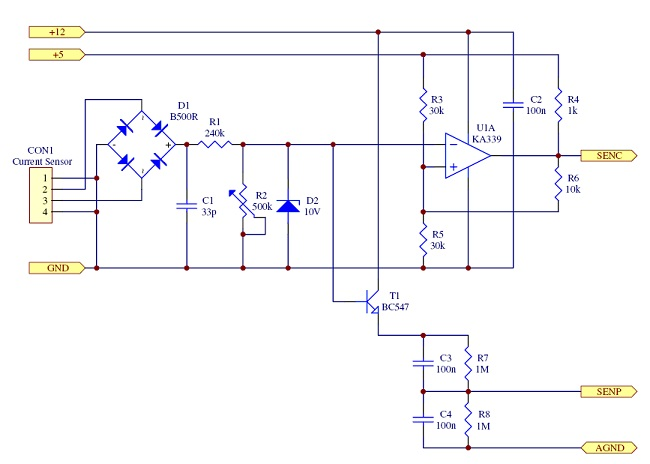 +12
+5
D1
B500R
R1
240k
R3
30k
C2
100n
R4
1k
U1A
KA339
CON1
Current Sensor
1
2
3
4
-
+
~
~
-
+
SENC
C1
33p
R2
500k
D2
10V
R6
10k
R5
30k
GND
T1
BC547
C3
100n
R7
1M
SENP
C4
100n
R8
1M
AGND